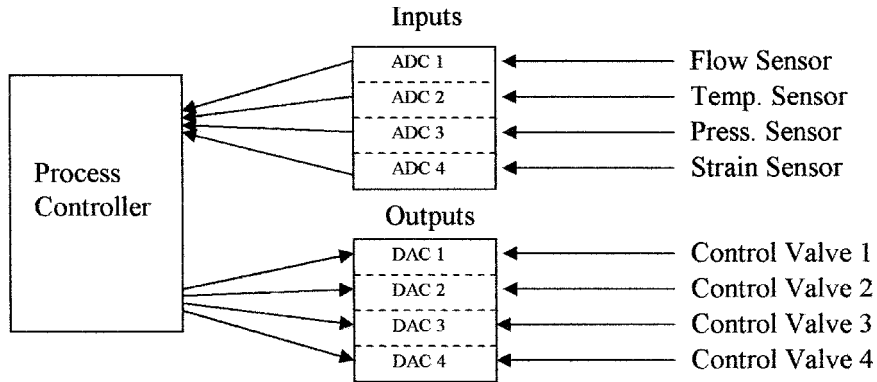 Inputs
ADC 1
Flow Sensor
ADC 2
Temp. Sensor
ADC 3
Press. Sensor
ADC 4
Strain Sensor
Process
Controller
Outputs
DAC 1
Control Valve 1
DAC 2
Control Valve 2
DAC 3
Control Valve 3
DAC 4
Control Valve 4